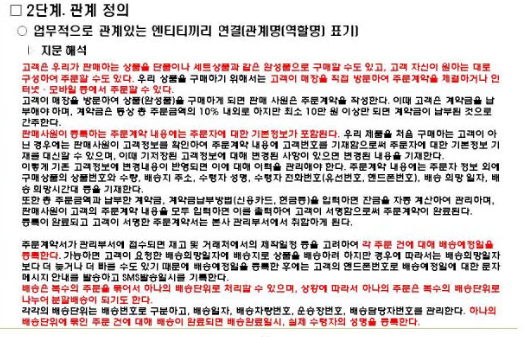 □ 2단계. 관계 정의
○ 업무적으로 관계있는 엔티티끼리 연결(관계명(역할명) 표기)
지문 해석
고객은 우리가 판매하는 상품을 단품이나 세트상품과 같은 완성품으로 구매할 수도 있고, 고객 자신이 원하는 대로
구성하여 주문할 수도 있다. 우리 상품을 구매하기 위해서는 고객이 매장을 직접 방문하여 주문계약을 체결하거나 인
터넷·모바일 등에서 주문할 수 있다.
고객이 매장을 방문하여 상품(완성품)을 구매하게 되면 판매 사원은 주문계약을 작성한다. 이때 고객은 계약금을 납
부해야 하며, 계약금은 통상 총 주문금액의 10% 내외로 하지만 최소 10만 원 이상만 되면 계약금이 납부된 것으로
간주한다.
판매사원이 등록하는 주문계약 내용에는 주문자에 대한 기본정보가 포함된다. 우리 제품을 처음 구매하는 고객이 아
닌 경우에는 판매사원이 고객정보를 확인하여 주문계약 내용에 고객번호를 기재함으로써 주문자에 대한 기본정보 기
재를 대신할 수 있으며, 이때 기저장된 고객정보에 대해 변경된 사항이 있으면 변경된 내용을 기재한다.
이렇게 기존 고객정보에 변경내용이 반영되면 이에 대해 이력을 관리해야 한다. 주문계약 내용에는 주문자 정보 외에
구매상품의 상품번호와 수량, 배송지 주소, 수령자 성명, 수령자 전화번호(유선번호, 핸드폰번호), 배송 희망 일자, 배
송 희망시간대 등을 기재한다.
또한 총 주문금액과 납부한 계약금, 계약금납부방법(신용카드, 현금등)을 입력하면 잔금을 자동 계산하여 관리하며,
판매사원이 고객의 주문계약 내용을 모두 입력하면 이를 출력하여 고객이 서명함으로써 주문계약이 완료된다.
등록이 완료되고 고객이 서명한 주문계약서는 본사 관리부서에서 취합하게 된다.
주문계약서가 관리부서에 접수되면 재고 및 거래처에서의 제작일정 등을 고려하여 각 주문 건에 대해 배송예정일을
등록한다. 가능하면 고객이 요청한 배송희망일자에 배송지로 상품을 배송하려 하지만 경우에 따라서는 배송희망일자
보다 더 늦거나 더 빠를 수도 있기 때문에 배송예정일을 등록한 후에는 고객의 핸드폰번호로 배송예정일에 대한 문자
메시지 안내를 발송하고 SMS발송일시를 기록한다.
배송은 복수의 주문을 묶어서 하나의 배송단위로 처리할 수 있으며, 상황에 따라서 하나의 주문은 복수의 배송단위로
나누어 분할배송이 되기도 한다.
각각의 배송단위는 배송번호로 구분하고, 배송일자, 배송차량번호, 운송장번호, 배송담당자번호를 관리한다. 하나의
배송단위에 묶인 주문 건에 대해 배송이 완료되면 배송완료일시, 실제 수령자의 성명을 등록한다.